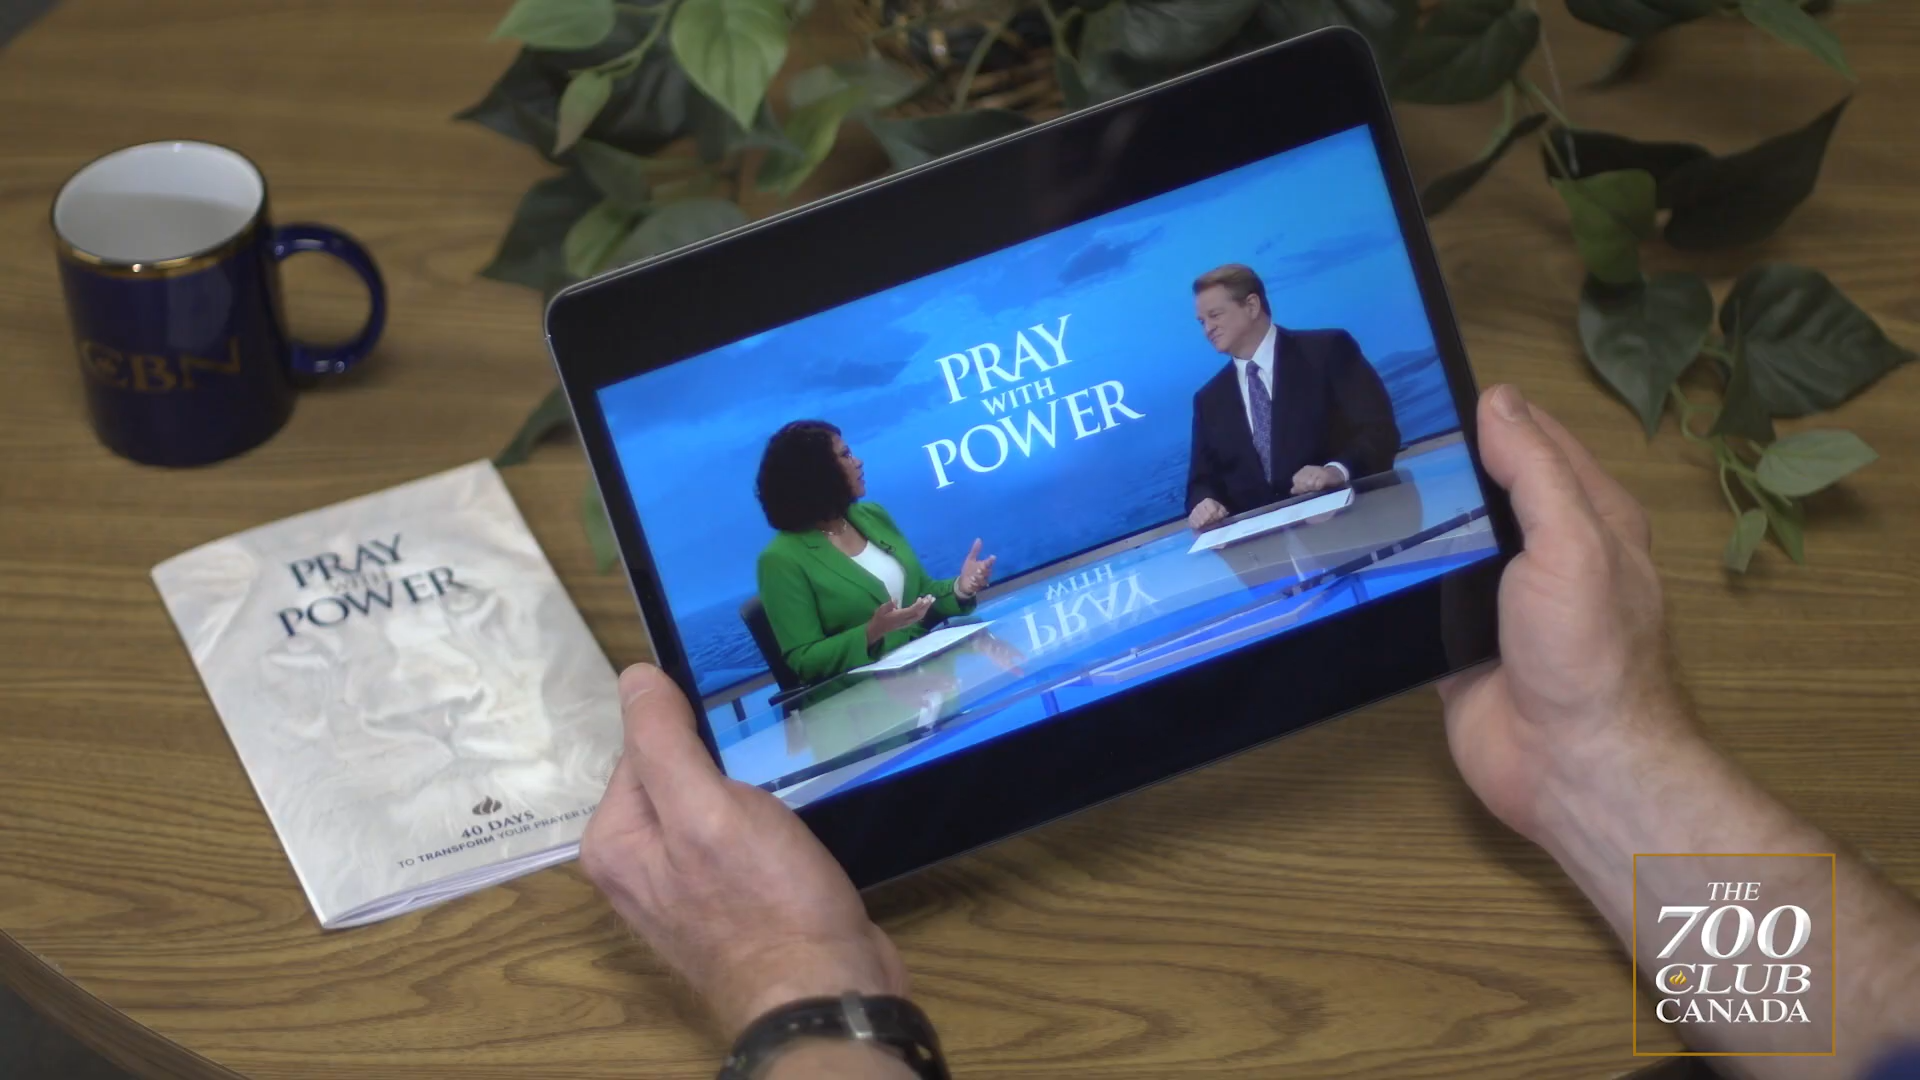 CBN
PRAY
WITH
POWER
40 DAYS
TO TRANSFORM YOUR PRAYER
PRAY
WITH
POWER
WITH
PRAY
THE
700
CLUB
CANADA